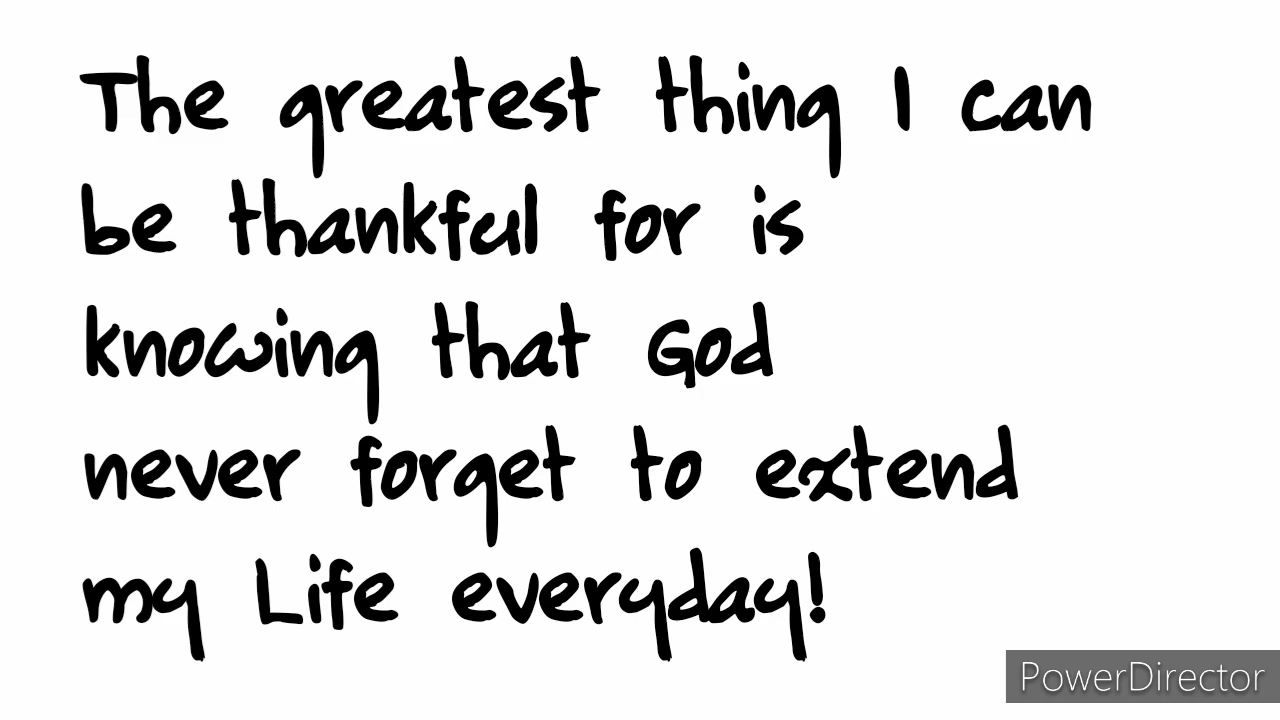 The greatest thing I can
be thankful for is
knowing that God
never forget to extend
my Life everyday!
PowerDirector